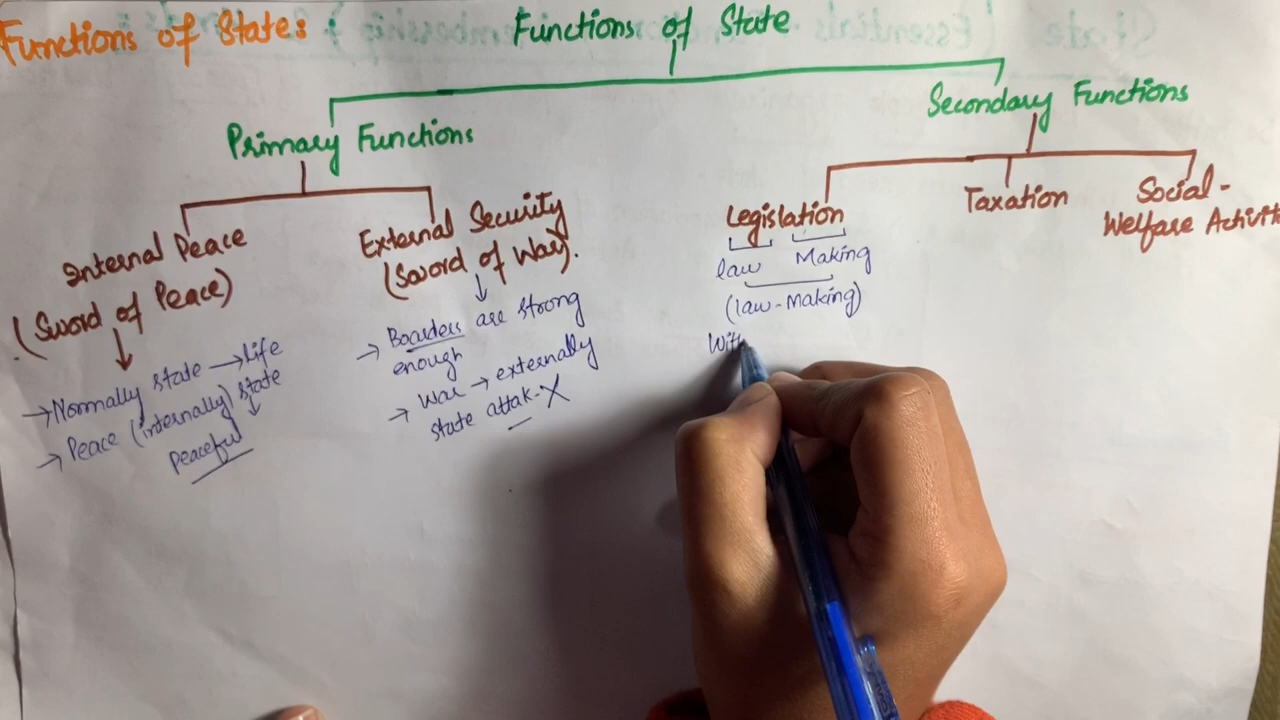 Functions of State:
Functions of State
Primary Functions
Secondary Functions
Internal Peace
(Sword of Peace)
→Normally state →Life
→Peace (internally) state
↓
Peaceful
External Security
(Sword of War).
↓
→ Boarders are strong
enough
→ War → externally
state attak-X
Legislation
law Making
(law-Making)
With
Taxation
Social-
Welfare Activit